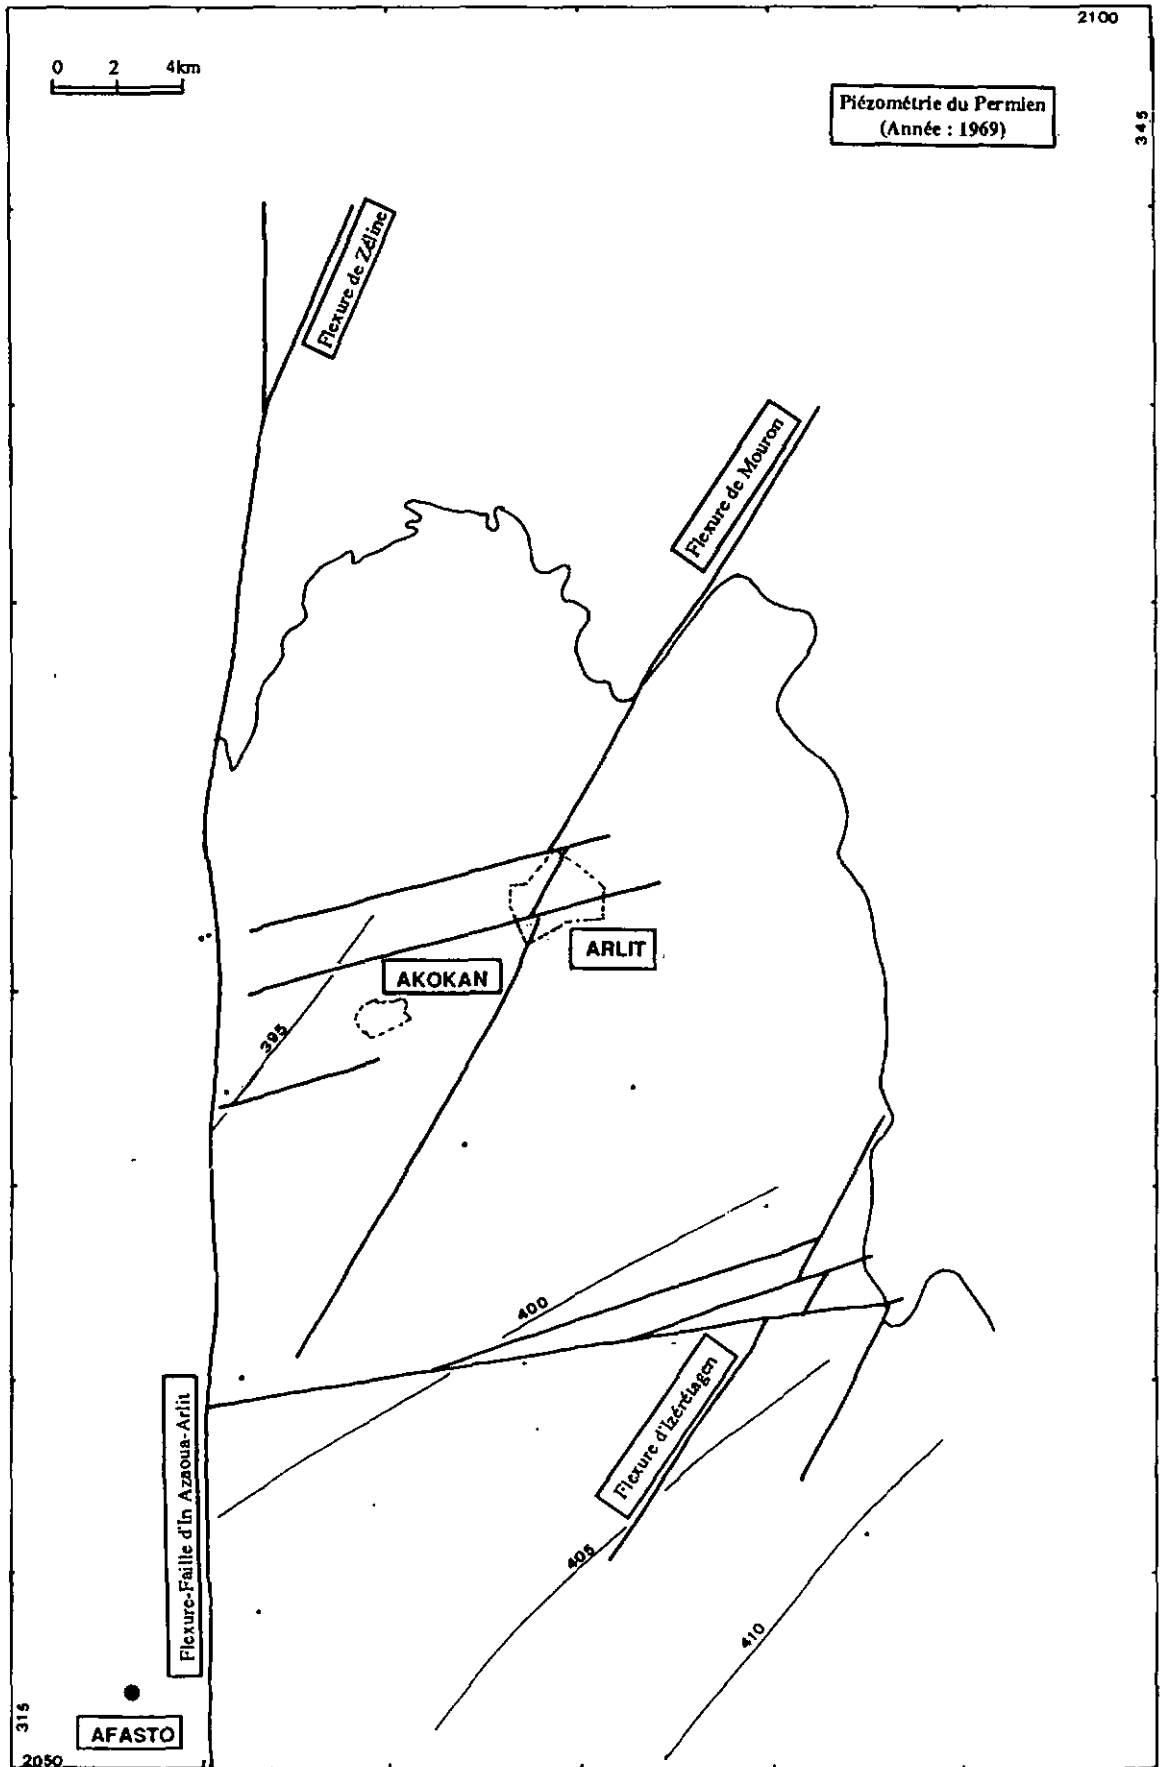 2100
0 2 4km
Piézométrie du Permien
(Année : 1969)
345
Flexure de Zéline
Flexure de Mouron
ARLIT
AKOKAN
395
400
Flexure d'Izérétagen
Flexure-Faille d'In Azaoua-Arlit
405
410
315
AFASTO
2050